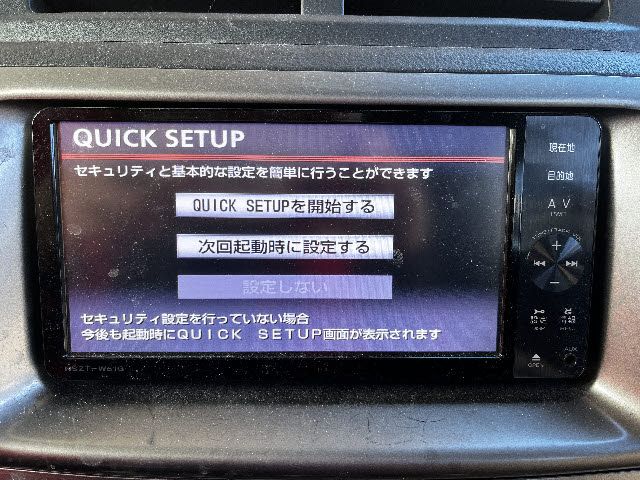 QUICK SETUP
セキュリティと基本的な設定を簡単に行うことができます
QUICK SETUPを開始する
次回起動時に設定する
設定しない
セキュリティ設定を行っていない場合
今後も起動時にQUICK SETUP画面が表示されます
NSZT-W61G
現在地
目的地
AV
AUX
OPEN